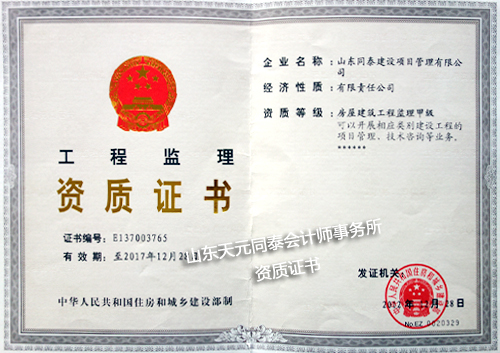 工程监理
资质证书
证书编号：E137003765
有效期：至2017年12月28日
中华人民共和国住房和城乡建设部制
企业名称：山东同泰建设项目管理有限公
司
经济性质：有限责任公司
资质等级：房屋建筑工程监理甲级
可以开展相应类别建设工程的
项目管理、技术咨询等业务。
******
山东天元同泰会计师事务所
资质证书
发证机关
No.EZ 0020329